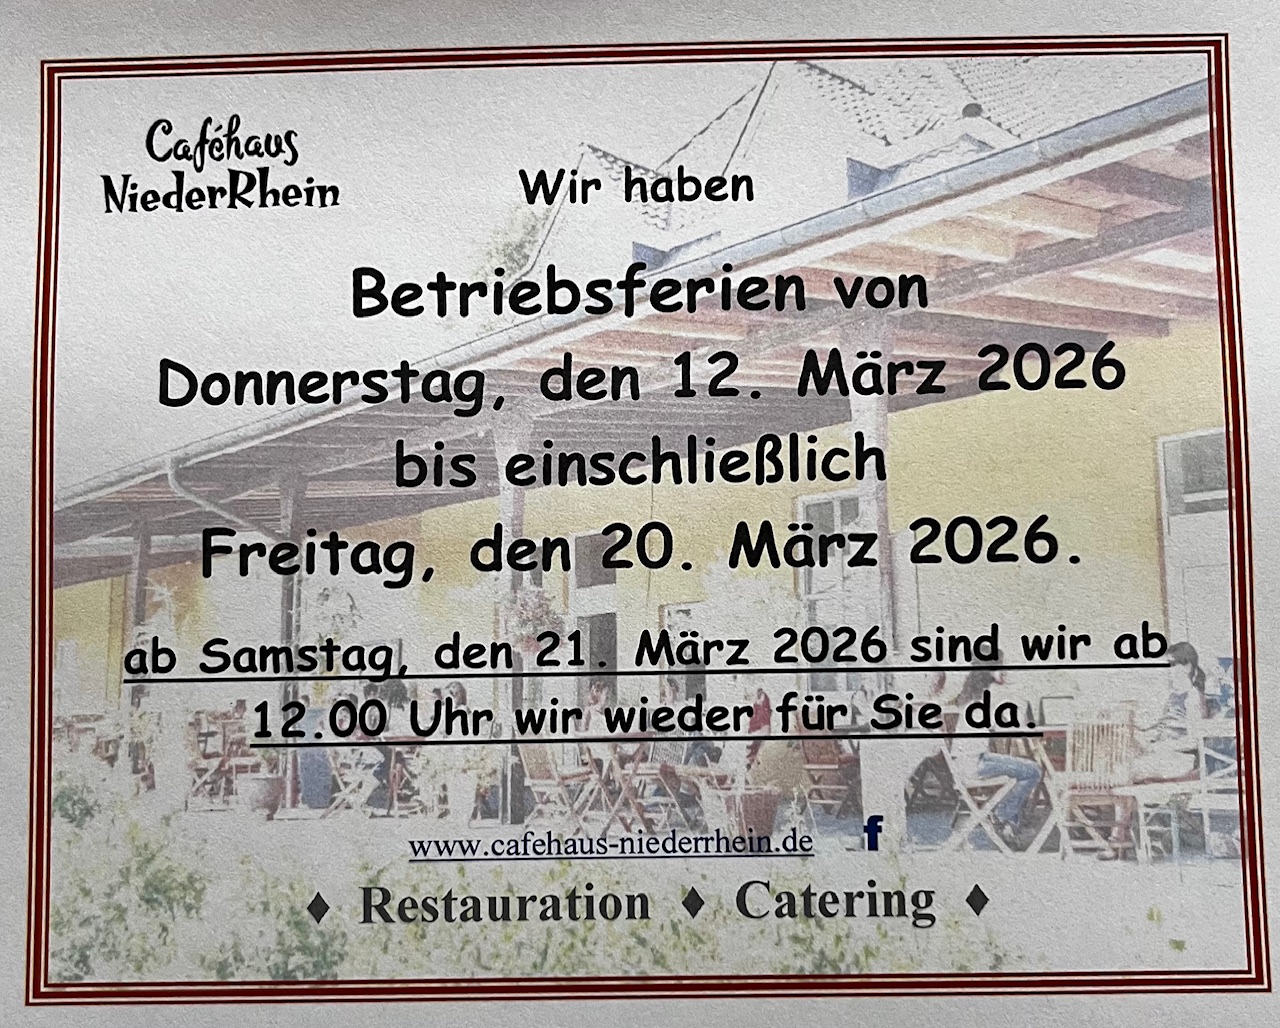 Caféhaus
NiederRhein
Wir haben
Betriebsferien von
Donnerstag, den 12. März 2026
bis einschließlich
Freitag, den 20. März 2026.
ab Samstag, den 21. März 2026 sind wir ab
12.00 Uhr wir wieder für Sie da.
www.cafehaus-niederrhein.de f
♦ Restauration ♦ Catering ♦